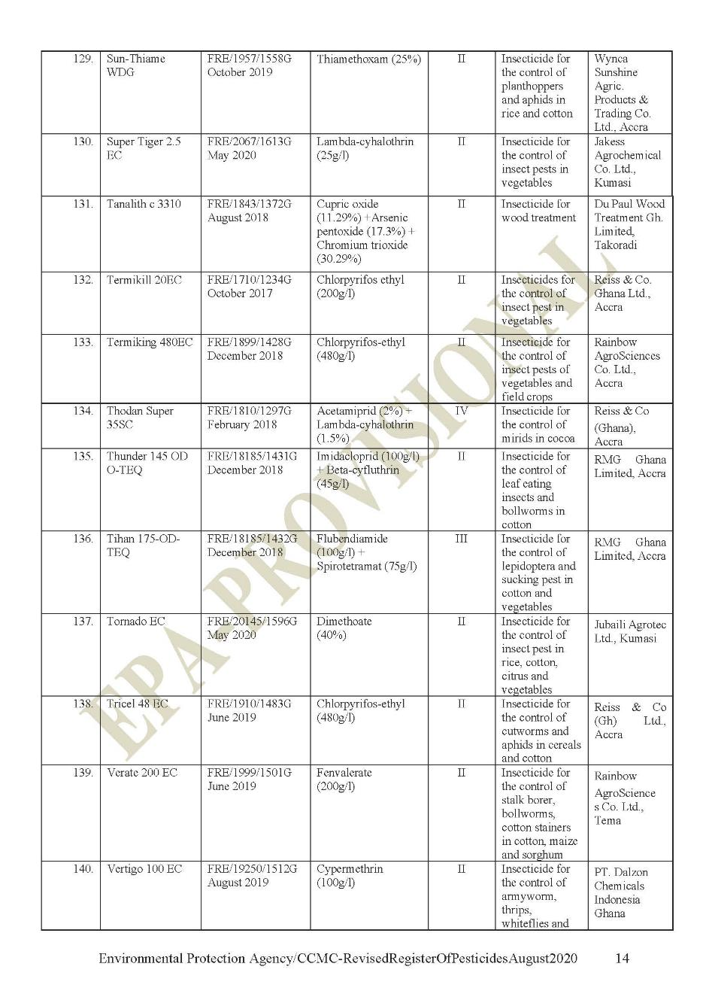 129. Sun-Thiame WDG FRE/1957/1558G October 2019 Thiamethoxam (25%) II Insecticide for the control of planthoppers and aphids in rice and cotton Wynca Sunshine Agric. Products & Trading Co. Ltd., Accra
130. Super Tiger 2.5 EC FRE/2067/1613G May 2020 Lambda-cyhalothrin (25g/l) II Insecticide for the control of insect pests in vegetables Jakess Agrochemical Co. Ltd., Kumasi
131. Tanalith c 3310 FRE/1843/1372G August 2018 Cupric oxide (11.29%) +Arsenic pentoxide (17.3%) + Chromium trioxide (30.29%) II Insecticide for wood treatment Du Paul Wood Treatment Gh. Limited, Takoradi
132. Termikill 20EC FRE/1710/1234G October 2017 Chlorpyrifos ethyl (200g/l) II Insecticides for the control of insect pest in vegetables Reiss & Co. Ghana Ltd., Accra
133. Termiking 480EC FRE/1899/1428G December 2018 Chlorpyrifos-ethyl (480g/l) II Insecticide for the control of insect pests of vegetables and field crops Rainbow AgroSciences Co. Ltd., Accra
134. Thodan Super 35SC FRE/1810/1297G February 2018 Acetamiprid (2%) + Lambda-cyhalothrin (1.5%) IV Insecticide for the control of mirids in cocoa Reiss & Co (Ghana), Accra
135. Thunder 145 OD O-TEQ FRE/18185/1431G December 2018 Imidacloprid (100g/l) + Beta-cyfluthrin (45g/l) II Insecticide for the control of leaf eating insects and bollworms in cotton RMG Ghana Limited, Accra
136. Tihan 175-OD-TEQ FRE/18185/1432G December 2018 Flubendiamide (100g/l) + Spirotetramat (75g/l) III Insecticide for the control of lepidoptera and sucking pest in cotton and vegetables RMG Ghana Limited, Accra
137. Tornado EC FRE/20145/1596G May 2020 Dimethoate (40%) II Insecticide for the control of insect pest in rice, cotton, citrus and vegetables Jubaili Agrotec Ltd., Kumasi
138. Tricel 48 EC FRE/1910/1483G June 2019 Chlorpyrifos-ethyl (480g/l) II Insecticide for the control of cutworms and aphids in cereals and cotton Reiss & Co (Gh) Ltd., Accra
139. Verate 200 EC FRE/1999/1501G June 2019 Fenvalerate (200g/l) II Insecticide for the control of stalk borer, bollworms, cotton stainers in cotton, maize and sorghum Rainbow AgroScience s Co. Ltd., Tema
140. Vertigo 100 EC FRE/19250/1512G August 2019 Cypermethrin (100g/l) II Insecticide for the control of armyworm, thrips, whiteflies and PT. Dalzon Chemicals Indonesia Ghana
EPA-PROVISIONAL
Environmental Protection Agency/CCMC-RevisedRegisterOfPesticidesAugust2020 14